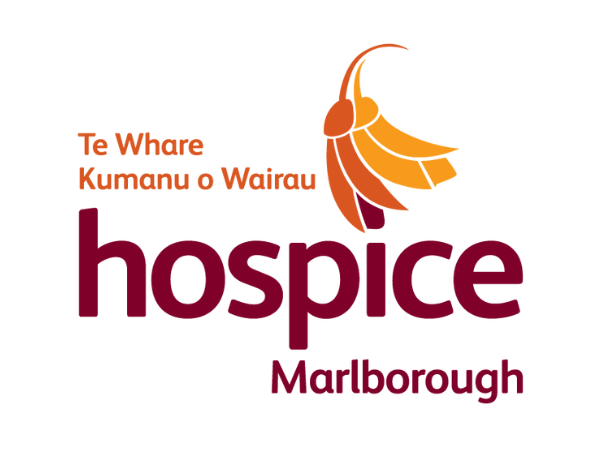 Te Whare
Kumanu o Wairau
hospice
Marlborough